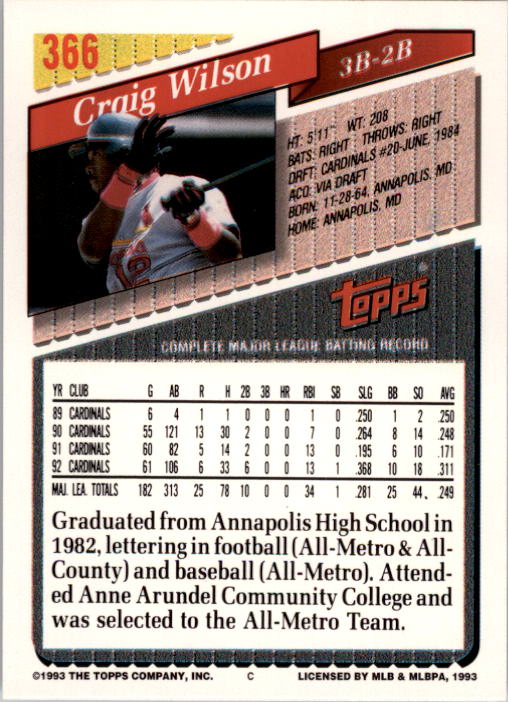 366
Craig Wilson
3B-2B
HT: 5'11" WT: 208
BATS: RIGHT THROWS: RIGHT
DRFT: CARDINALS #20-JUNE, 1984
ACQ: VIA DRAFT
BORN: 11-28-64, ANNAPOLIS, MD
HOME: ANNAPOLIS, MD
TOPPS®
COMPLETE MAJOR LEAGUE BATTING RECORD
YR CLUB G AB R H 2B 3B HR RBI SB SLG BB SO AVG
89 CARDINALS 6 4 1 1 0 0 0 1 0 .250 1 2 .250
90 CARDINALS 55 121 13 30 2 0 0 7 0 .264 8 14 .248
91 CARDINALS 60 82 5 14 2 0 0 13 0 .195 6 10 .171
92 CARDINALS 61 106 6 33 6 0 0 13 1 .368 10 18 .311
MAJ. LEA. TOTALS 182 313 25 78 10 0 0 34 1 .281 25 44 .249
Graduated from Annapolis High School in
1982, lettering in football (All-Metro & All-
County) and baseball (All-Metro). Attend-
ed Anne Arundel Community College and
was selected to the All-Metro Team.
©1993 THE TOPPS COMPANY, INC. C LICENSED BY MLB & MLBPA, 1993